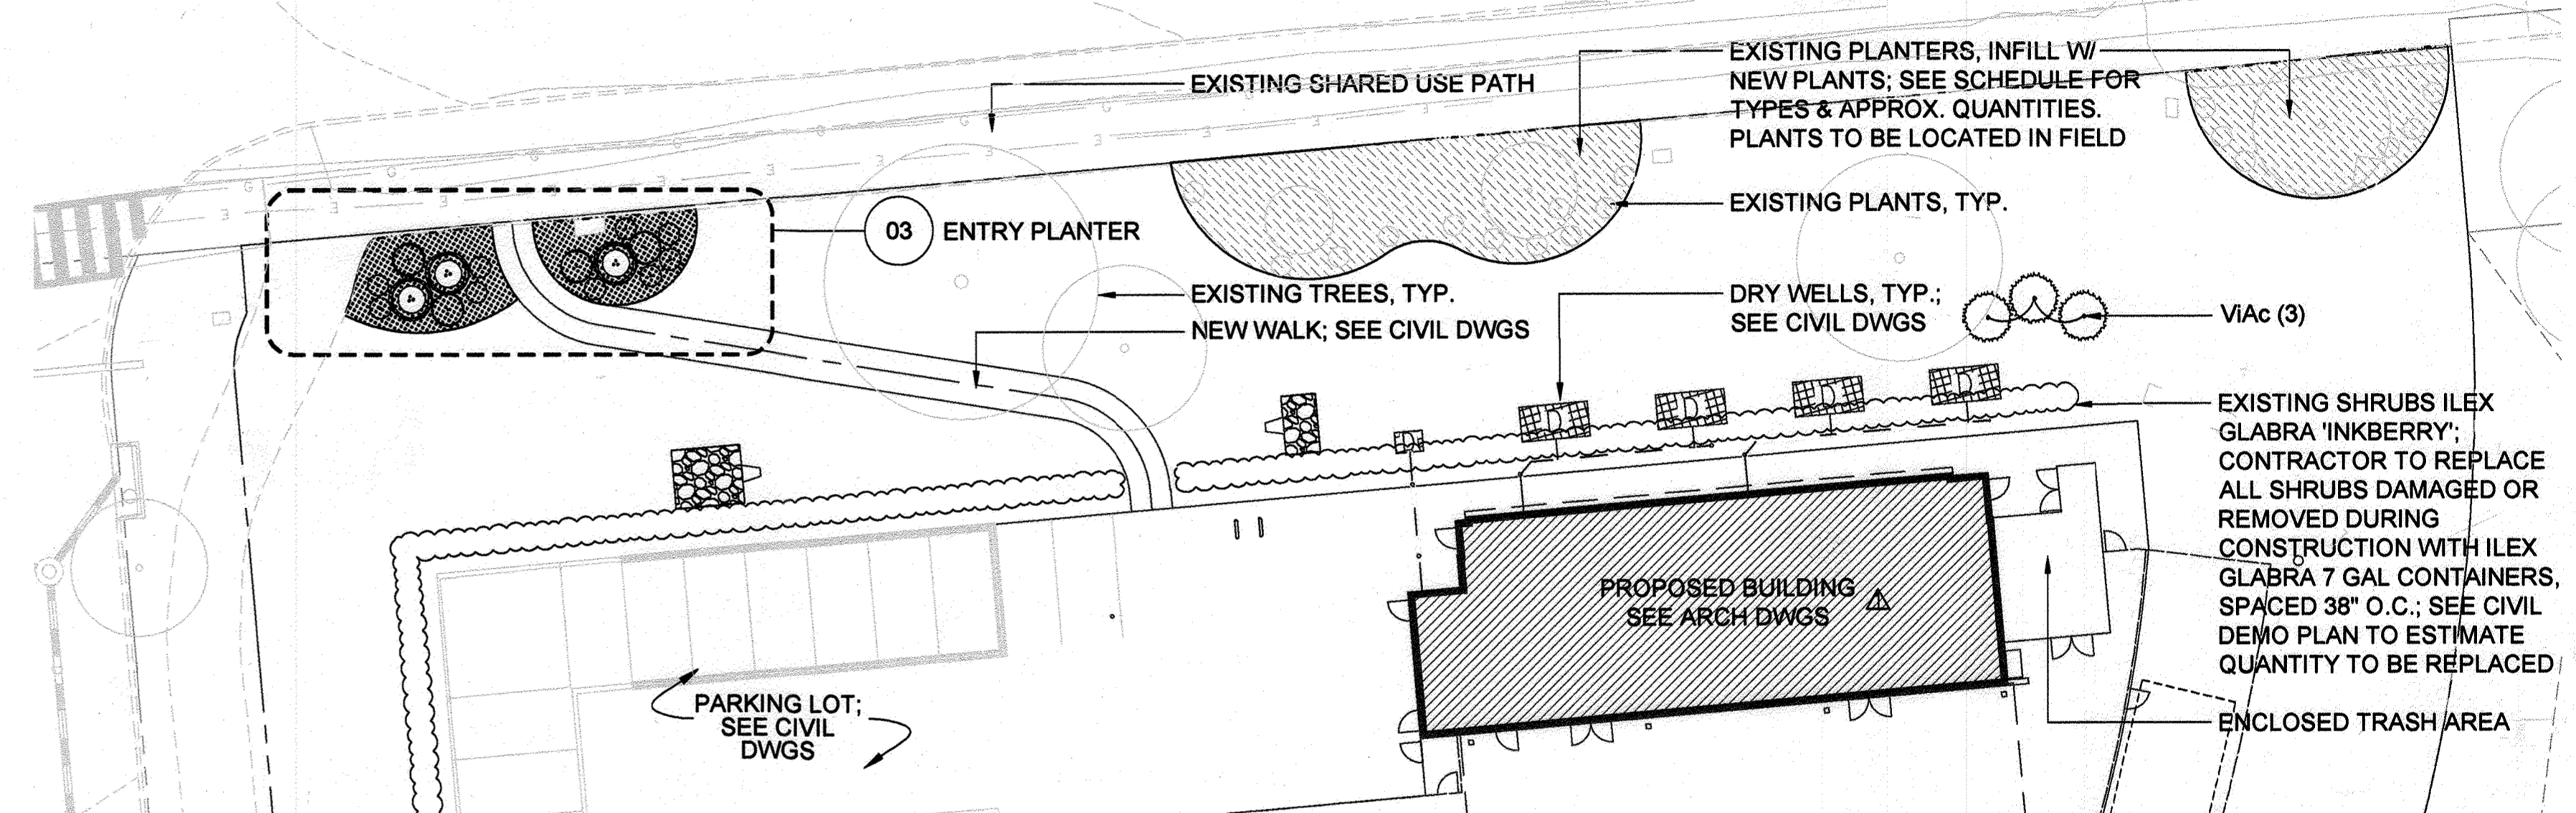 EXISTING SHARED USE PATH
EXISTING PLANTERS, INFILL W/
NEW PLANTS; SEE SCHEDULE FOR
TYPES & APPROX. QUANTITIES.
PLANTS TO BE LOCATED IN FIELD
EXISTING PLANTS, TYP.
03 ENTRY PLANTER
EXISTING TREES, TYP.
NEW WALK; SEE CIVIL DWGS
DRY WELLS, TYP.;
SEE CIVIL DWGS
ViAc (3)
EXISTING SHRUBS ILEX
GLABRA 'INKBERRY';
CONTRACTOR TO REPLACE
ALL SHRUBS DAMAGED OR
REMOVED DURING
CONSTRUCTION WITH ILEX
GLABRA 7 GAL CONTAINERS,
SPACED 38" O.C.; SEE CIVIL
DEMO PLAN TO ESTIMATE
QUANTITY TO BE REPLACED
PROPOSED BUILDING
SEE ARCH DWGS
PARKING LOT;
SEE CIVIL
DWGS
ENCLOSED TRASH AREA